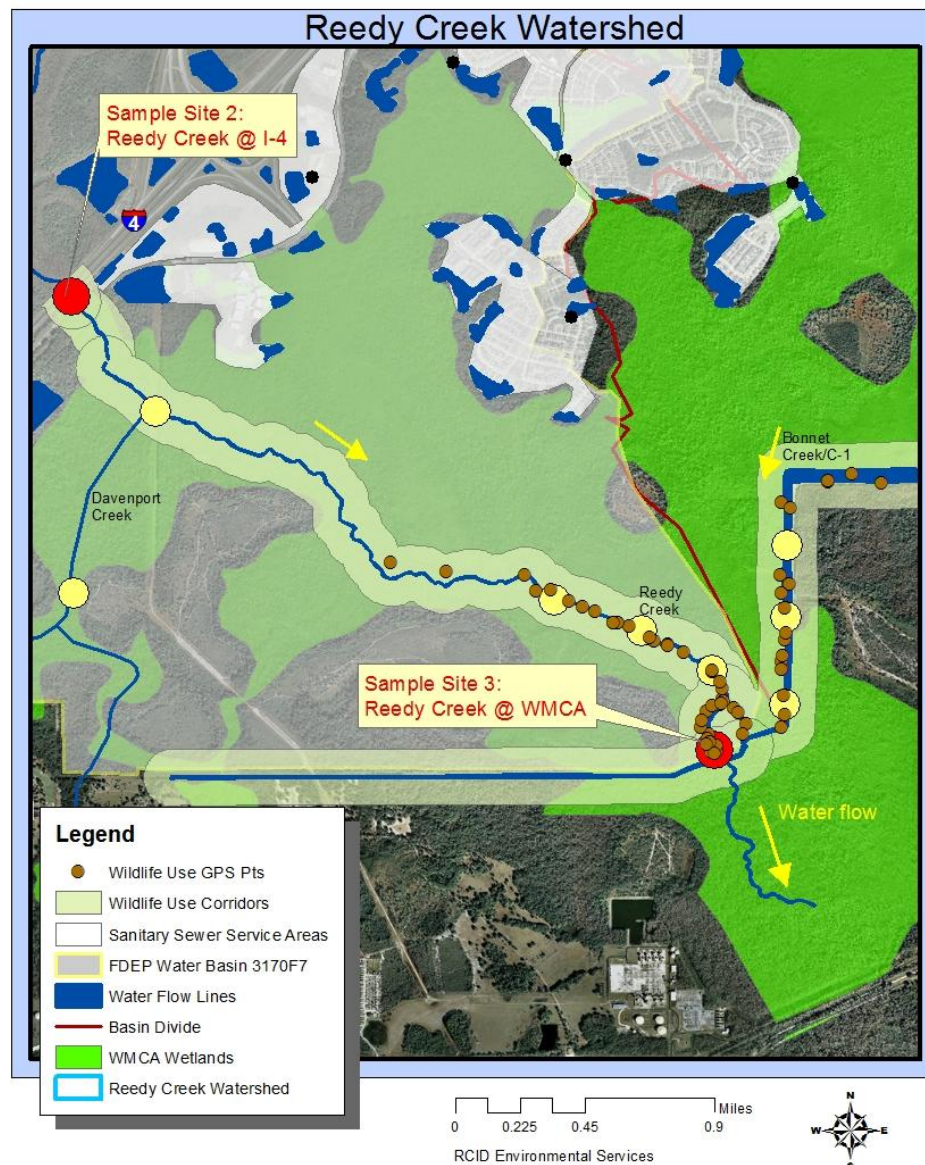 Reedy Creek Watershed
Sample Site 2:
Reedy Creek @ I-4
4
Bonnet
Creek/C-1
Davenport
Creek
Reedy
Creek
Sample Site 3:
Reedy Creek @ WMCA
Water flow
Legend
Wildlife Use GPS Pts
Wildlife Use Corridors
Sanitary Sewer Service Areas
FDEP Water Basin 3170F7
Water Flow Lines
Basin Divide
WMCA Wetlands
Reedy Creek Watershed
Miles
0 0.225 0.45 0.9
RCID Environmental Services
N
W E
S